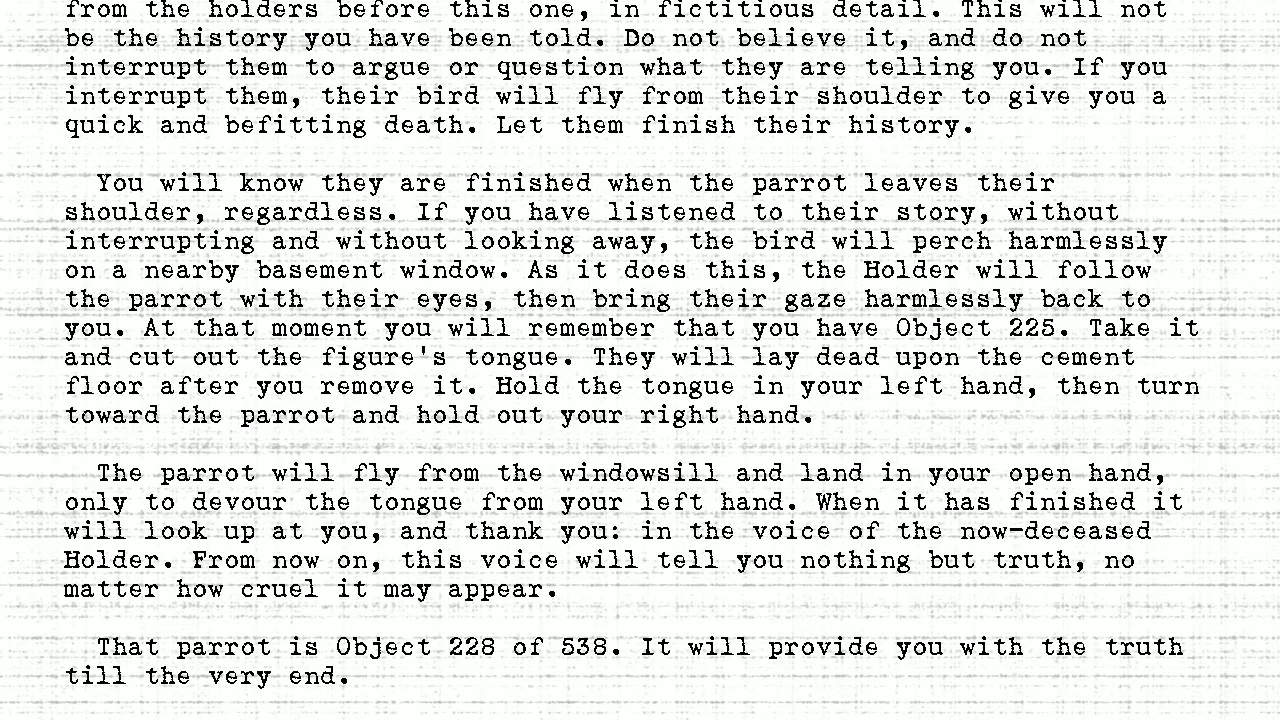 from the holders before this one, in fictitious detail. This will not
be the history you have been told. Do not believe it, and do not
interrupt them to argue or question what they are telling you. If you
interrupt them, their bird will fly from their shoulder to give you a
quick and befitting death. Let them finish their history.
You will know they are finished when the parrot leaves their
shoulder, regardless. If you have listened to their story, without
interrupting and without looking away, the bird will perch harmlessly
on a nearby basement window. As it does this, the Holder will follow
the parrot with their eyes, then bring their gaze harmlessly back to
you. At that moment you will remember that you have Object 225. Take it
and cut out the figure's tongue. They will lay dead upon the cement
floor after you remove it. Hold the tongue in your left hand, then turn
toward the parrot and hold out your right hand.
The parrot will fly from the windowsill and land in your open hand,
only to devour the tongue from your left hand. When it has finished it
will look up at you, and thank you: in the voice of the now-deceased
Holder. From now on, this voice will tell you nothing but truth, no
matter how cruel it may appear.
That parrot is Object 228 of 538. It will provide you with the truth
till the very end.